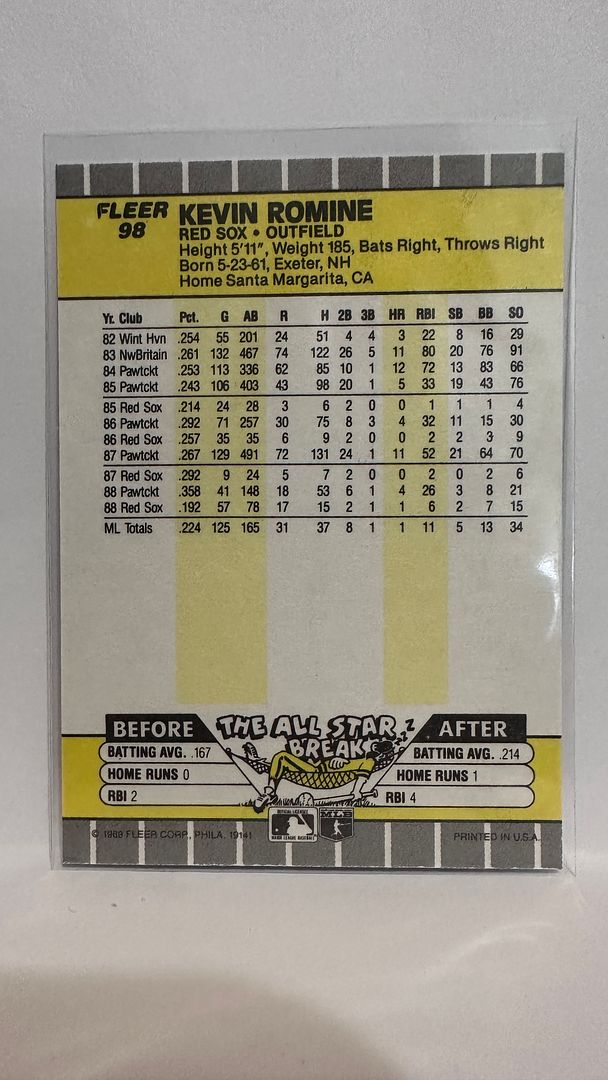 FLEER
98
KEVIN ROMINE
RED SOX • OUTFIELD
Height 5'11", Weight 185, Bats Right, Throws Right
Born 5-23-61, Exeter, NH
Home Santa Margarita, CA
Yr. Club Pct. G AB R H 2B 3B HR RBI SB BB SO
82 Wint Hvn .254 55 201 24 51 4 4 3 22 8 16 29
83 NwBritain .261 132 467 74 122 26 5 11 80 20 76 91
84 Pawtckt .253 113 336 62 85 10 1 12 72 13 83 66
85 Pawtckt .243 106 403 43 98 20 1 5 33 19 43 76
85 Red Sox .214 24 28 3 6 2 0 0 1 1 1 4
86 Pawtckt .292 71 257 30 75 8 3 4 32 11 15 30
86 Red Sox .257 35 35 6 9 2 0 0 2 2 3 9
87 Pawtckt .267 129 491 72 131 24 1 11 52 21 64 70
87 Red Sox .292 9 24 5 7 2 0 0 2 0 2 6
88 Pawtckt .358 41 148 18 53 6 1 4 26 3 8 21
88 Red Sox .192 57 78 17 15 2 1 1 6 2 7 15
ML Totals .224 125 165 31 37 8 1 1 11 5 13 34
BEFORE THE ALL STAR BREAK AFTER
BATTING AVG. .167
HOME RUNS 0
RBI 2
BATTING AVG. .214
HOME RUNS 1
RBI 4
© 1989 FLEER CORP., PHILA. 19141
MLB
PRINTED IN U.S.A.